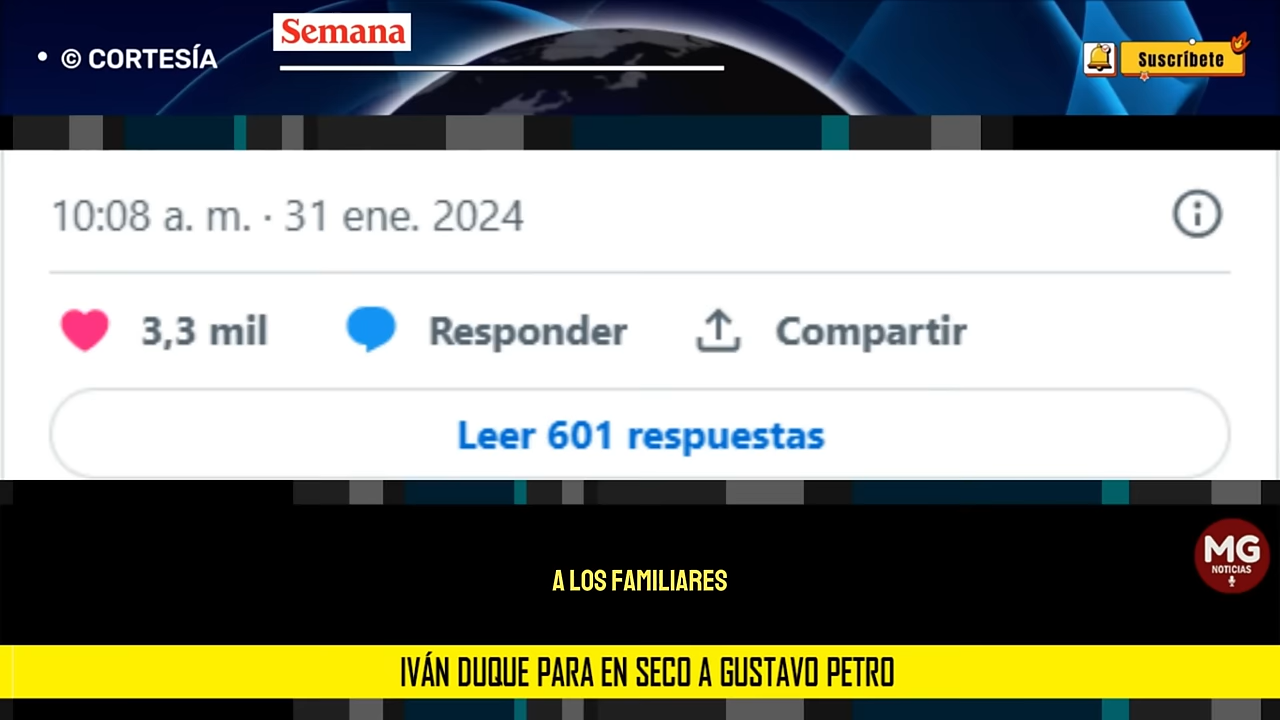 • © CORTESÍA
Semana
Suscríbete
10:08 a. m. · 31 ene. 2024
3,3 mil
Responder
Compartir
Leer 601 respuestas
MG
NOTICIAS
A LOS FAMILIARES
IVÁN DUQUE PARA EN SECO A GUSTAVO PETRO